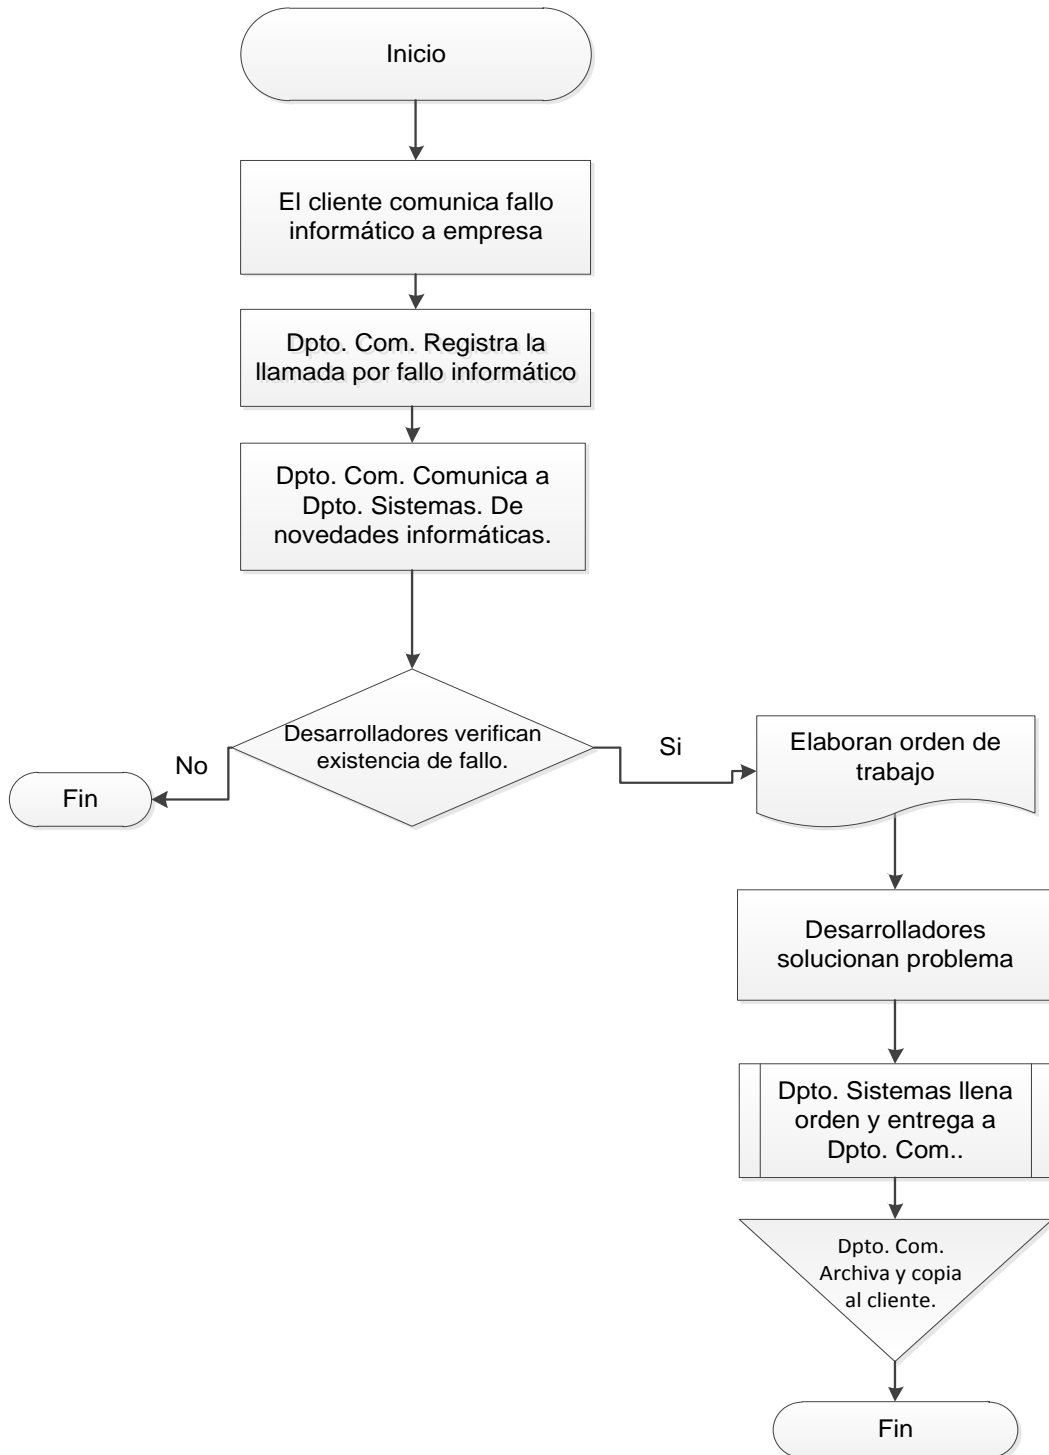 Inicio
El cliente comunica fallo
informático a empresa
Dpto. Com. Registra la
llamada por fallo informático
Dpto. Com. Comunica a
Dpto. Sistemas. De
novedades informáticas.
Desarrolladores verifican
existencia de fallo.
No
Fin
Si
Elaboran orden de
trabajo
Desarrolladores
solucionan problema
Dpto. Sistemas llena
orden y entrega a
Dpto. Com..
Dpto. Com.
Archiva y copia
al cliente.
Fin